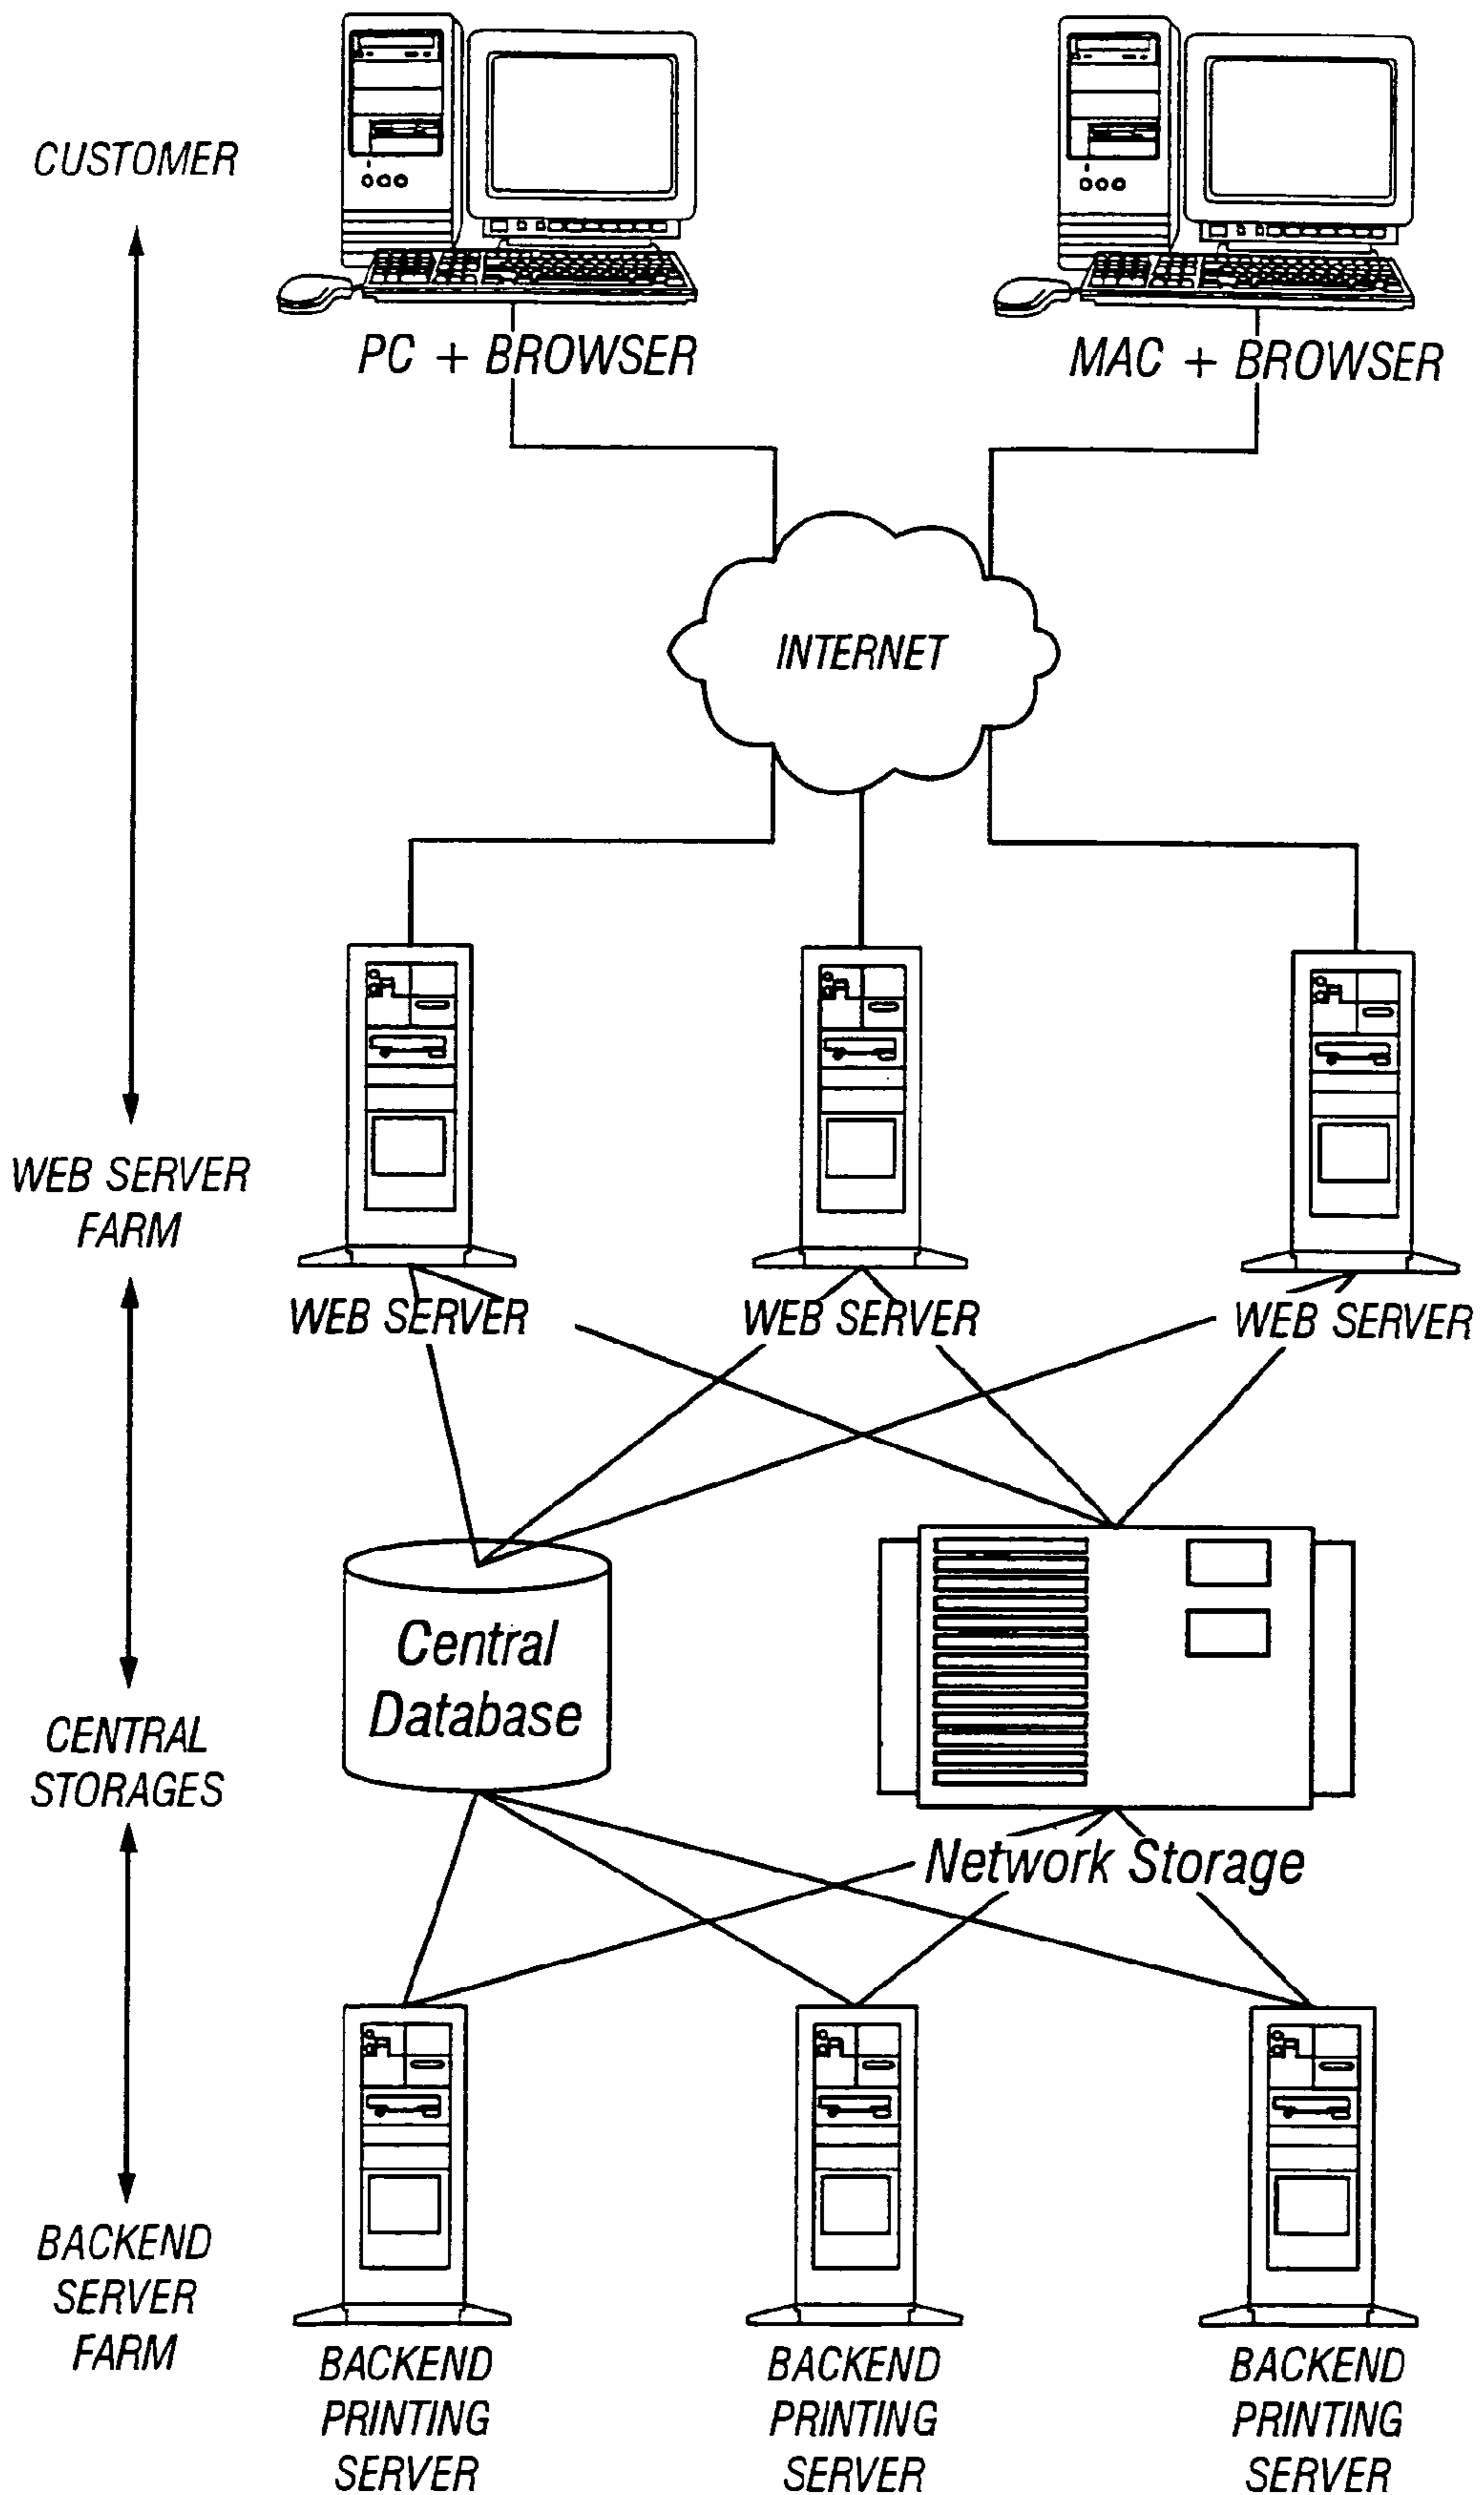 CUSTOMER
PC + BROWSER
MAC + BROWSER
INTERNET
WEB SERVER
FARM
WEB SERVER
WEB SERVER
WEB SERVER
Central
Database
CENTRAL
STORAGES
Network Storage
BACKEND
SERVER
FARM
BACKEND
PRINTING
SERVER
BACKEND
PRINTING
SERVER
BACKEND
PRINTING
SERVER